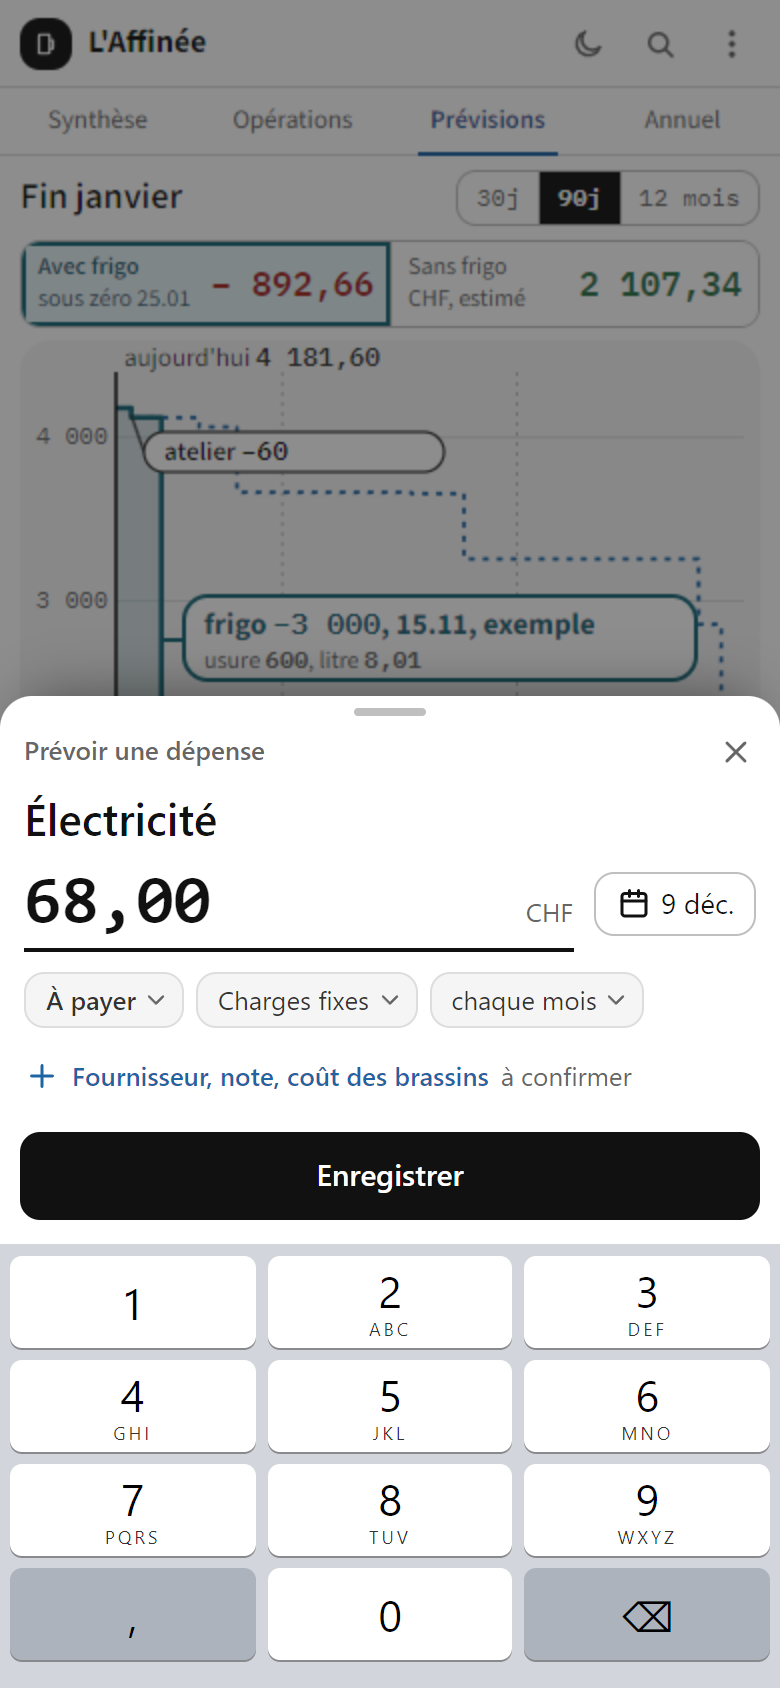 L'Affinée
Synthèse Opérations Prévisions Annuel
Fin janvier 30j 90j 12 mois
Avec frigo
sous zéro 25.01
− 892,66
Sans frigo
CHF, estimé
2 107,34
aujourd'hui 4 181,60
4 000
atelier −60
3 000
frigo −3 000, 15.11, exemple
usure 600, litre 8,01
Prévoir une dépense
Électricité
68,00 CHF 9 déc.
À payer Charges fixes chaque mois
Fournisseur, note, coût des brassins à confirmer
Enregistrer
1 2 3
ABC DEF
4 5 6
GHI JKL MNO
7 8 9
PQRS TUV WXYZ
, 0